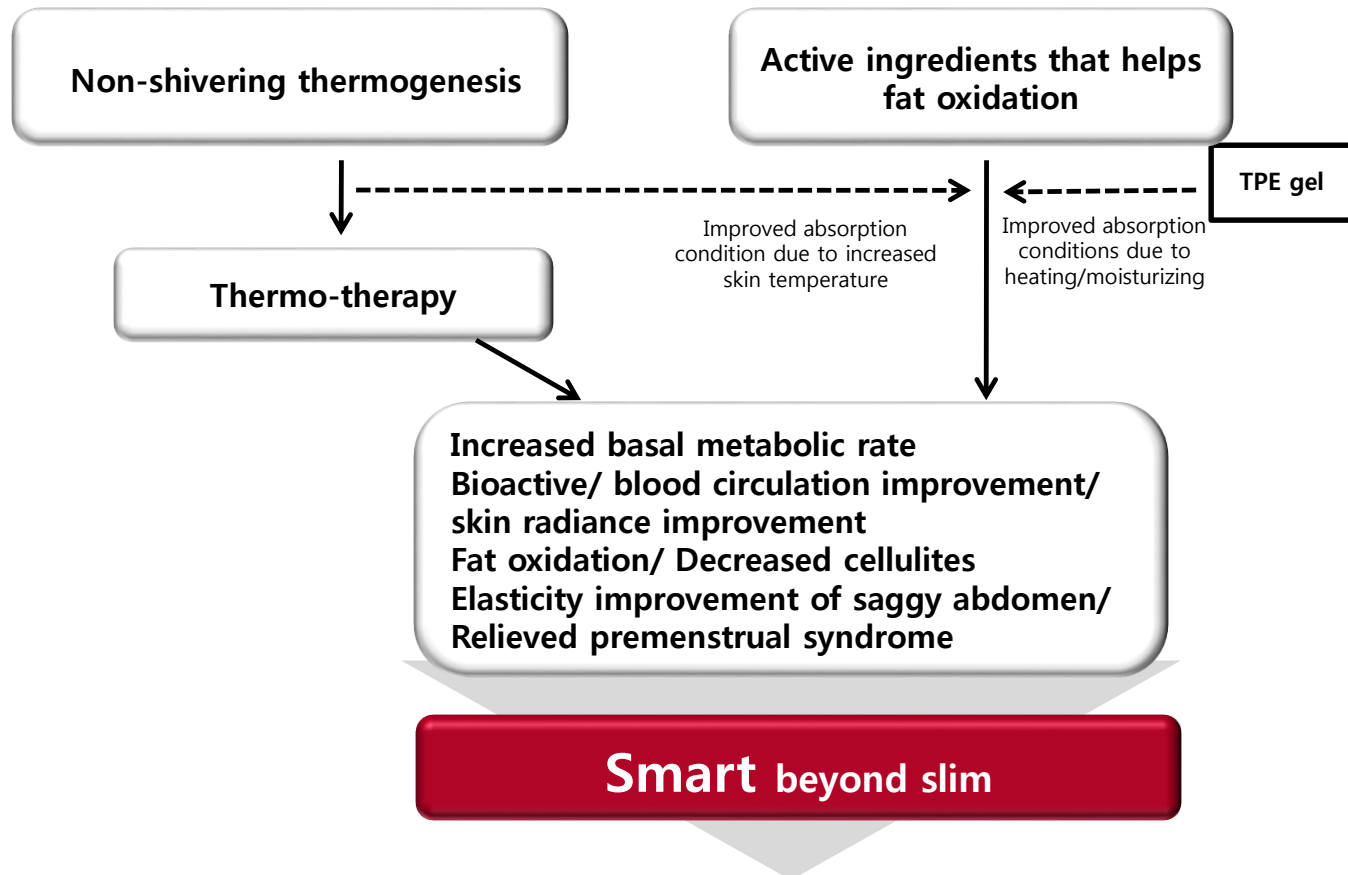 Non-shivering thermogenesis
Active ingredients that helps
fat oxidation
TPE gel
Improved absorption
condition due to increased
skin temperature
Improved absorption
conditions due to
heating/moisturizing
Thermo-therapy
Increased basal metabolic rate
Bioactive/ blood circulation improvement/
skin radiance improvement
Fat oxidation/ Decreased cellulites
Elasticity improvement of saggy abdomen/
Relieved premenstrual syndrome
Smart beyond slim